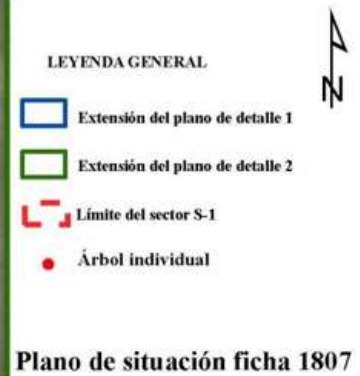 N
LEYENDA GENERAL
Extensión del plano de detalle 1
Extensión del plano de detalle 2
Límite del sector S-1
Árbol individual
Plano de situación ficha 1807